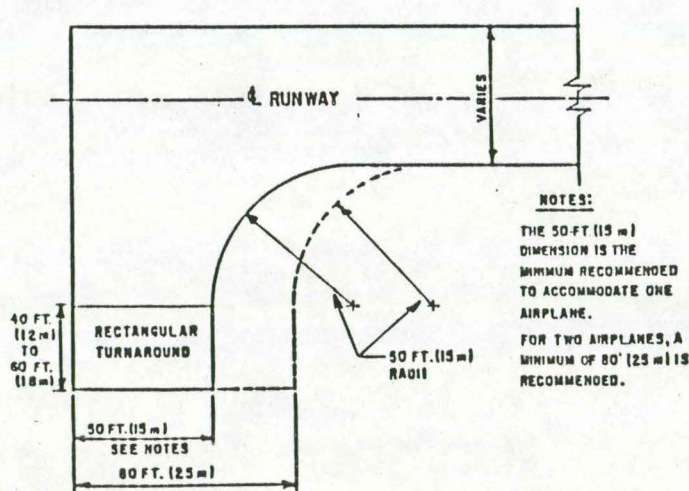 ℄ RUNWAY
VARIES
NOTES:
THE 50-FT. (15 m)
DIMENSION IS THE
MINIMUM RECOMMENDED
TO ACCOMMODATE ONE
AIRPLANE.
FOR TWO AIRPLANES, A
MINIMUM OF 80' (25 m) IS
RECOMMENDED.
40 FT.
(12 m)
TO
60 FT.
(18 m)
RECTANGULAR
TURNAROUND
50 FT. (15 m)
RADII
50 FT. (15 m)
SEE NOTES
80 FT. (25 m)